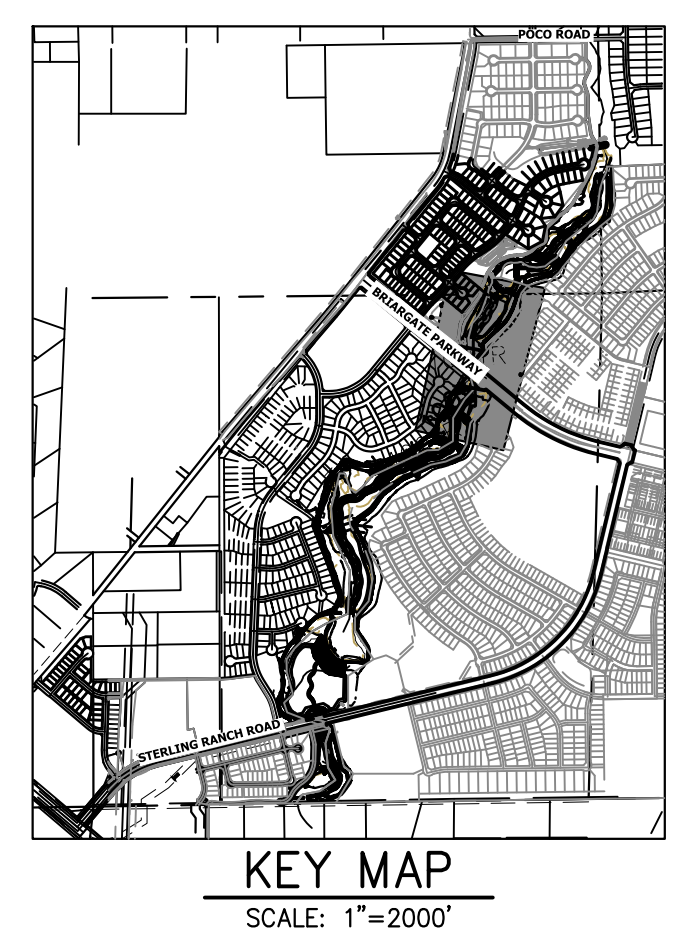 POCO ROAD
BRIARGATE PARKWAY
R
STERLING RANCH ROAD
KEY MAP
SCALE: 1"=2000'